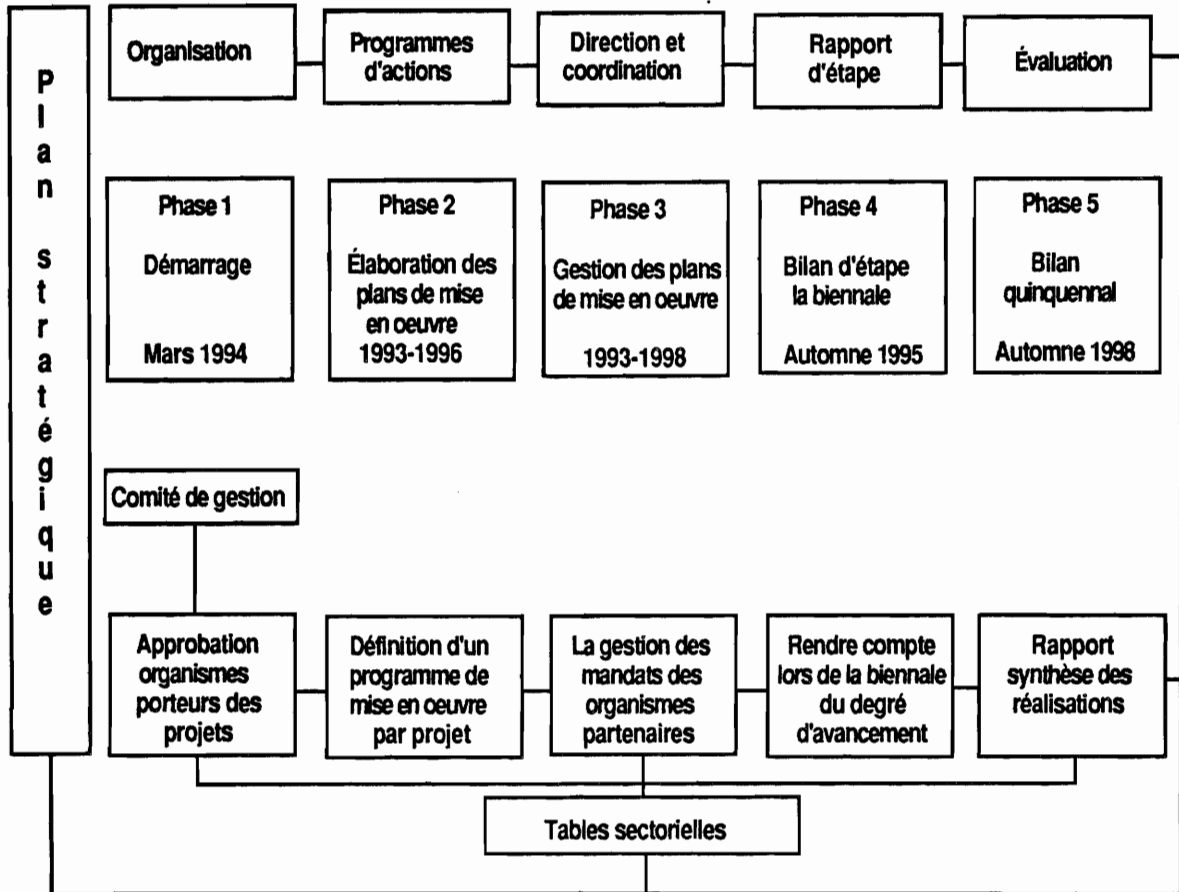 Plan stratégique
Organisation
Programmes
d'actions
Direction et
coordination
Rapport
d'étape
Évaluation
Phase 1
Démarrage
Mars 1994
Phase 2
Élaboration des
plans de mise
en oeuvre
1993-1996
Phase 3
Gestion des plans
de mise en oeuvre
1993-1998
Phase 4
Bilan d'étape
la biennale
Automne 1995
Phase 5
Bilan
quinquennal
Automne 1998
Comité de gestion
Approbation
organismes
porteurs des
projets
Définition d'un
programme de
mise en oeuvre
par projet
La gestion des
mandats des
organismes
partenaires
Rendre compte
lors de la biennale
du degré
d'avancement
Rapport
synthèse des
réalisations
Tables sectorielles